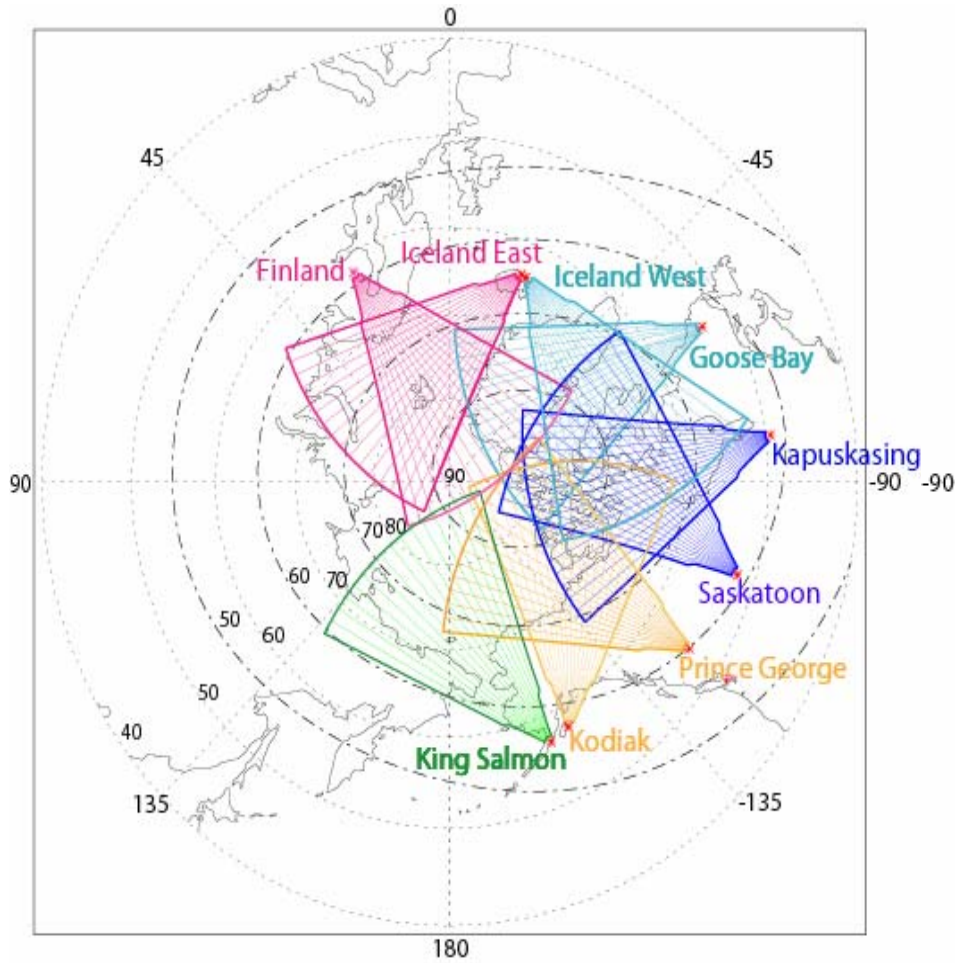 0
45
-45
Finland
Iceland East
Iceland West
Goose Bay
Kapuskasing
90
90
-90
-90
70
80
60
70
Saskatoon
50
60
Prince George
50
40
Kodiak
King Salmon
135
-135
180